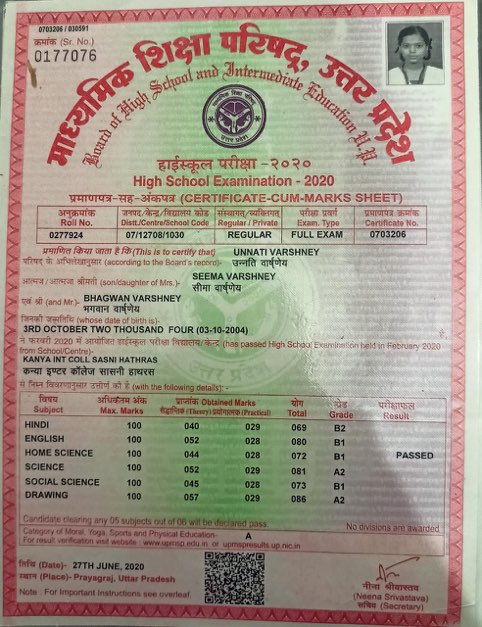 0703206 / 030591
क्रमांक (Sr. No.)
0177076
माध्यमिक शिक्षा परिषद, उत्तर प्रदेश
Board of High School and Intermediate Education U.P.
हाईस्कूल परीक्षा -२०२०
High School Examination - 2020
प्रमाणपत्र-सह-अंकपत्र (CERTIFICATE-CUM-MARKS SHEET)
अनुक्रमांक जनपद/केन्द्र/विद्यालय कोड संस्थागत/व्यक्तिगत परीक्षा प्रवर्ग प्रमाणपत्र क्रमांक
Roll No. Distt./Centre/School Code Regular / Private Exam. Type Certificate No.
0277924 07/12708/1030 REGULAR FULL EXAM 0703206
प्रमाणित किया जाता है कि (This is to certify that) UNNATI VARSHNEY
परिषद के अभिलेखानुसार (according to the Board's record)- उन्नति वार्ष्णेय
SEEMA VARSHNEY
आत्मज / आत्मजा श्रीमती (son/daughter of Mrs.)- सीमा वार्ष्णेय
एवं श्री (and Mr.)- BHAGWAN VARSHNEY
भगवान वार्ष्णेय
जिनकी जन्मतिथि (whose date of birth is)-
3RD OCTOBER TWO THOUSAND FOUR (03-10-2004)
ने फरवरी 2020 में आयोजित हाईस्कूल परीक्षा विद्यालय/केन्द्र (has passed High School Examination held in February 2020
from School/Centre)-
KANYA INT COLL SASNI HATHRAS
कन्या इण्टर कॉलेज सासनी हाथरस
से निम्न विवरणानुसार उत्तीर्ण की है (with the following details):-
विषय अधिकतम अंक प्राप्तांक Obtained Marks योग ग्रेड परीक्षाफल
Subject Max. Marks सैद्धान्तिक (Theory) प्रयोगात्मक (Practical) Total Grade Result
HINDI 100 040 029 069 B2
ENGLISH 100 052 028 080 B1
HOME SCIENCE 100 044 028 072 B1 PASSED
SCIENCE 100 052 029 081 A2
SOCIAL SCIENCE 100 045 028 073 B1
DRAWING 100 057 029 086 A2
Candidate clearing any 05 subjects out of 06 will be declared pass No divisions are awarded
Category of Moral, Yoga, Sports and Physical Education- A
For result verification visit website : www.upmsp.edu.in or upmspresults.up.nic.in
तिथि (Date)- 27TH JUNE, 2020
स्थान (Place)- Prayagraj, Uttar Pradesh
Note : For Important Instructions see overleaf.
नीना श्रीवास्तव
(Neena Srivastava)
सचिव (Secretary)